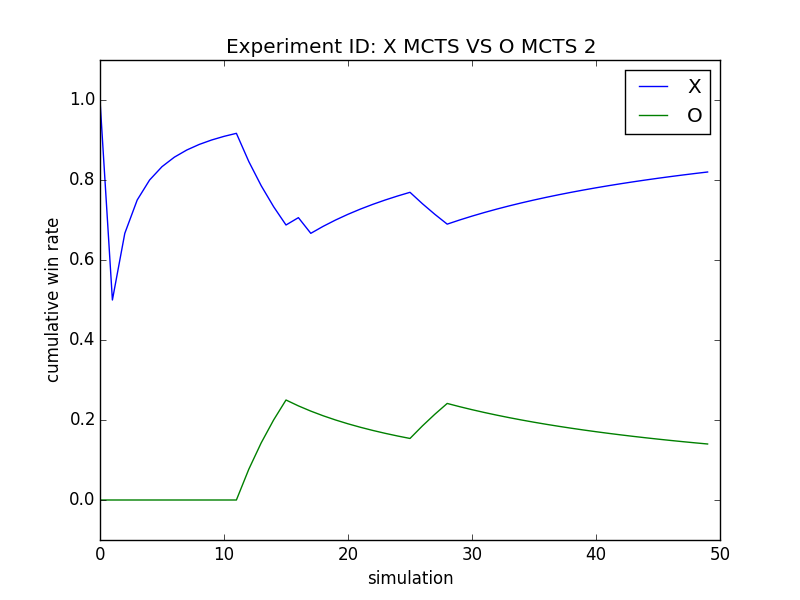 Experiment ID: X MCTS VS O MCTS 2
X
O
cumulative win rate
1.0
0.8
0.6
0.4
0.2
0.0
0 10 20 30 40 50
simulation